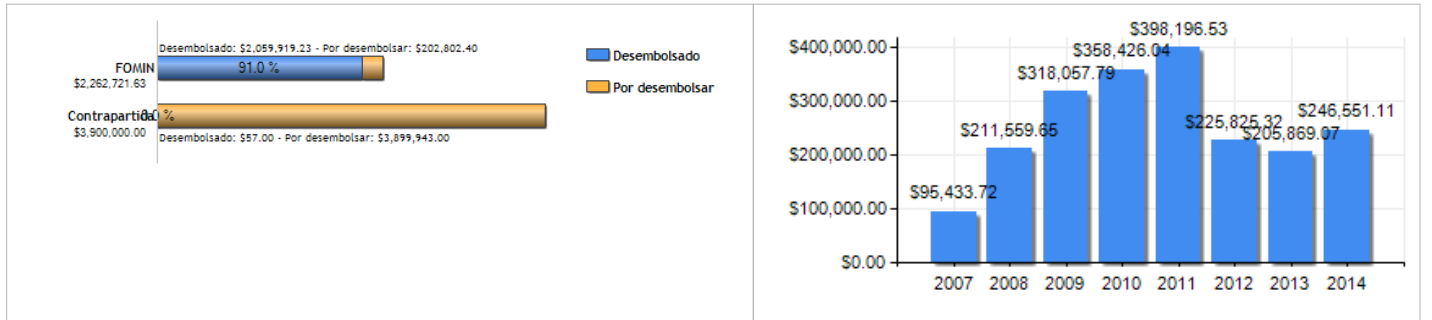 Desembolsado: $2,059,919.23 - Por desembolsar: $202,802.40
FOMIN
91.0 %
$2,262,721.63
Contrapartida
0.0 %
$3,900,000.00
Desembolsado: $57.00 - Por desembolsar: $3,899,943.00
Desembolsado
Por desembolsar
$400,000.00
$300,000.00
$200,000.00
$100,000.00
$0.00
$95,433.72
$211,559.65
$318,057.79
$358,426.04
$398,196.53
$225,825.32
$205,869.07
$246,551.11
2007 2008 2009 2010 2011 2012 2013 2014